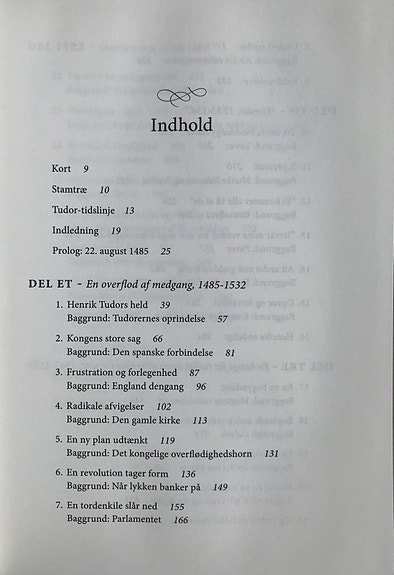 Indhold
Kort 9
Stamtræ 10
Tudor-tidslinje 13
Indledning 19
Prolog: 22. august 1485 25
DEL ET - En overflod af medgang, 1485-1532
1. Henrik Tudors held 39
Baggrund: Tudorernes oprindelse 57
2. Kongens store sag 66
Baggrund: Den spanske forbindelse 81
3. Frustration og forlegenhed 87
Baggrund: England dengang 96
4. Radikale afvigelser 102
Baggrund: Den gamle kirke 113
5. En ny plan udtænkt 119
Baggrund: Det kongelige overflødighedshorn 131
6. En revolution tager form 136
Baggrund: Når lykken banker på 149
7. En tordenkile slår ned 155
Baggrund: Parlamentet 166